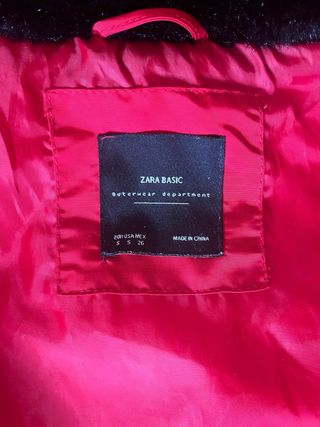 ZARA BASIC
Outerwear department
EUR USA MEX
S S 26
MADE IN CHINA